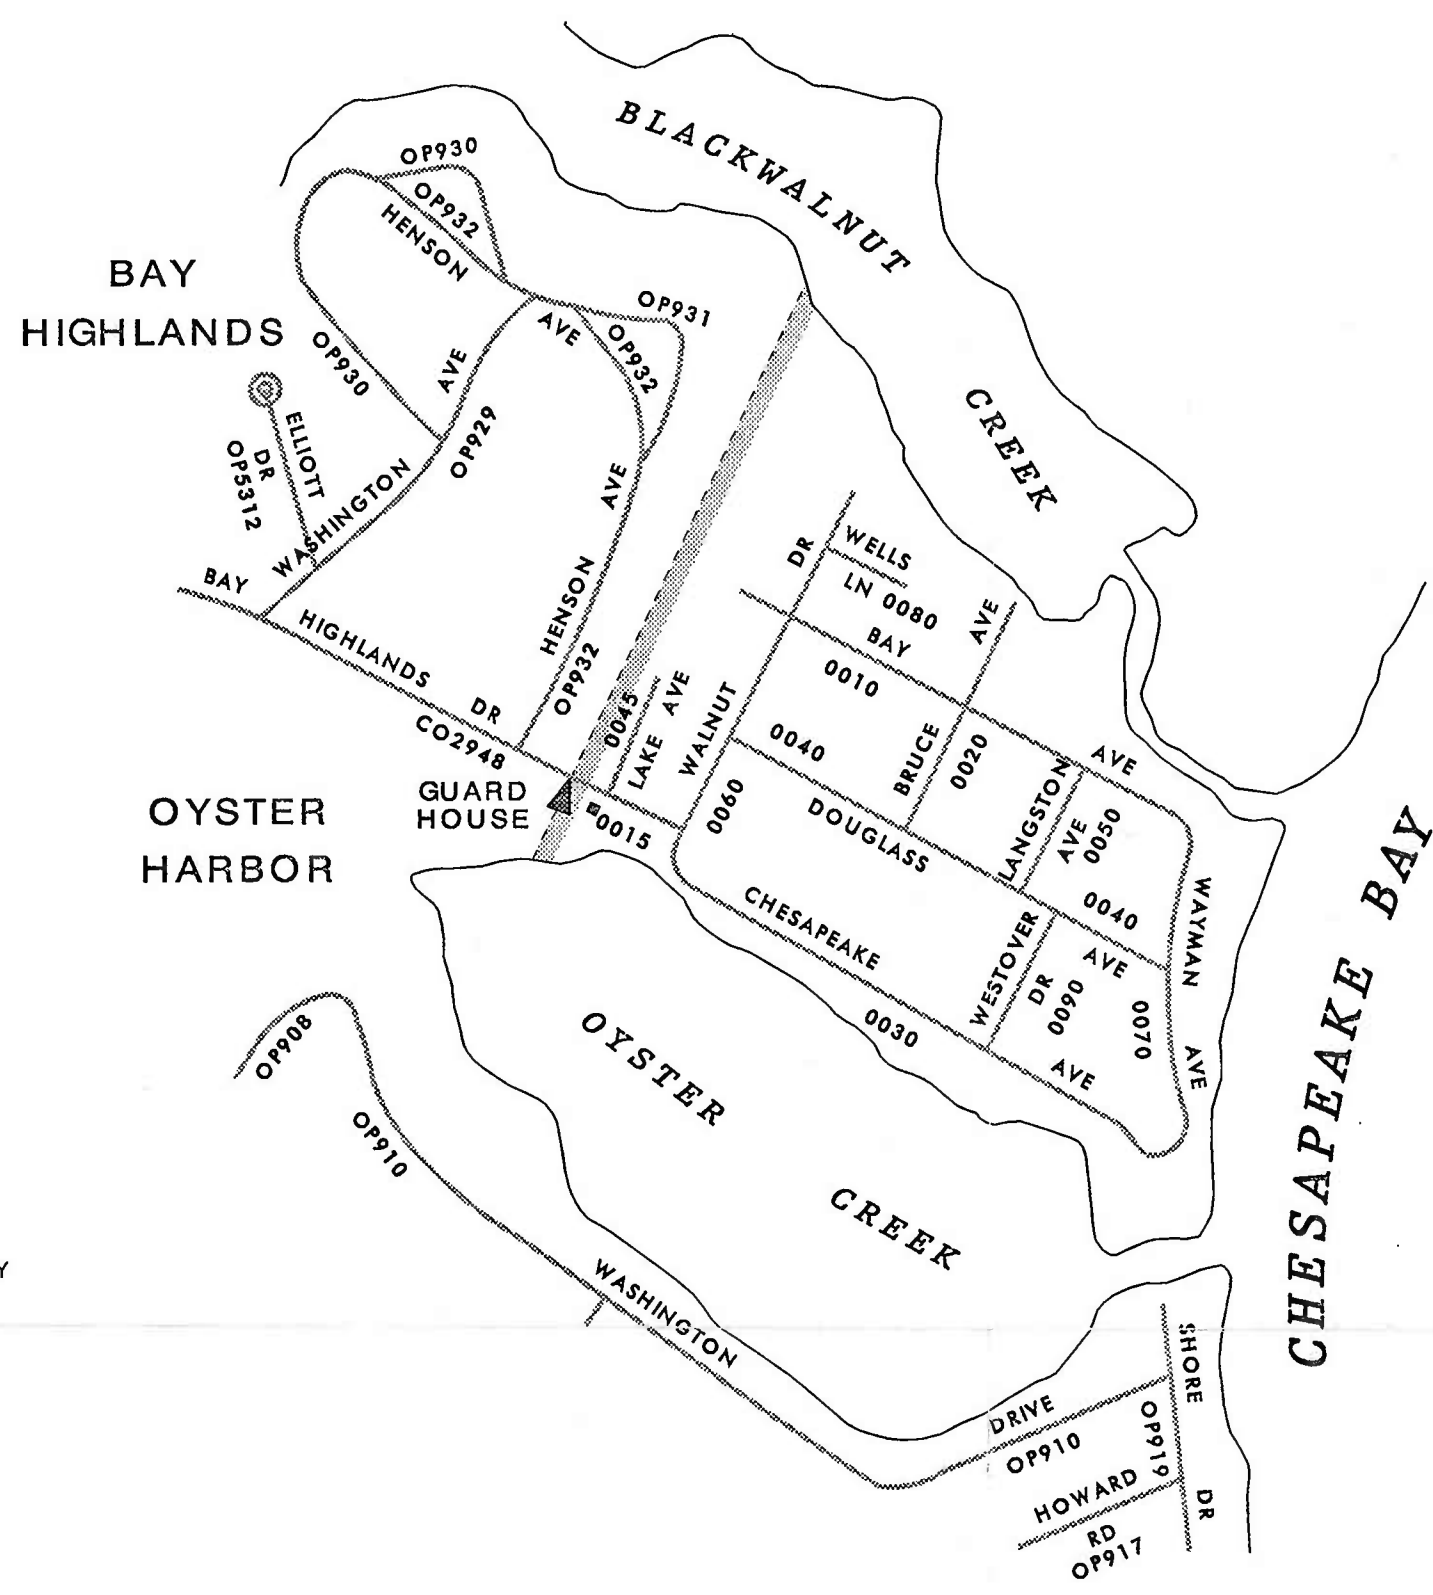 BLACKWALNUT
CREEK
OP930
OP932
HENSON
AVE
OP931
OP932
BAY
HIGHLANDS
OP930
AVE
OP929
ELLIOTT
DR
OP5312
WASHINGTON
HENSON
AVE
OP932
BAY
HIGHLANDS
DR
CO2948
GUARD
HOUSE
OYSTER
HARBOR
0015
0045
LAKE AVE
WALNUT
DR
0060
WELLS
LN 0080
BAY
AVE
0010
BRUCE
AVE
0020
0040
DOUGLASS
AVE
0040
LANGSTON
AVE
0050
WAYMAN
AVE
0070
WESTOVER
DR
0090
CHESAPEAKE
AVE
0030
CHESAPEAKE BAY
OYSTER
CREEK
OP908
OP910
WASHINGTON
DRIVE
OP910
SHORE
DR
OP919
HOWARD
RD
OP917
Y